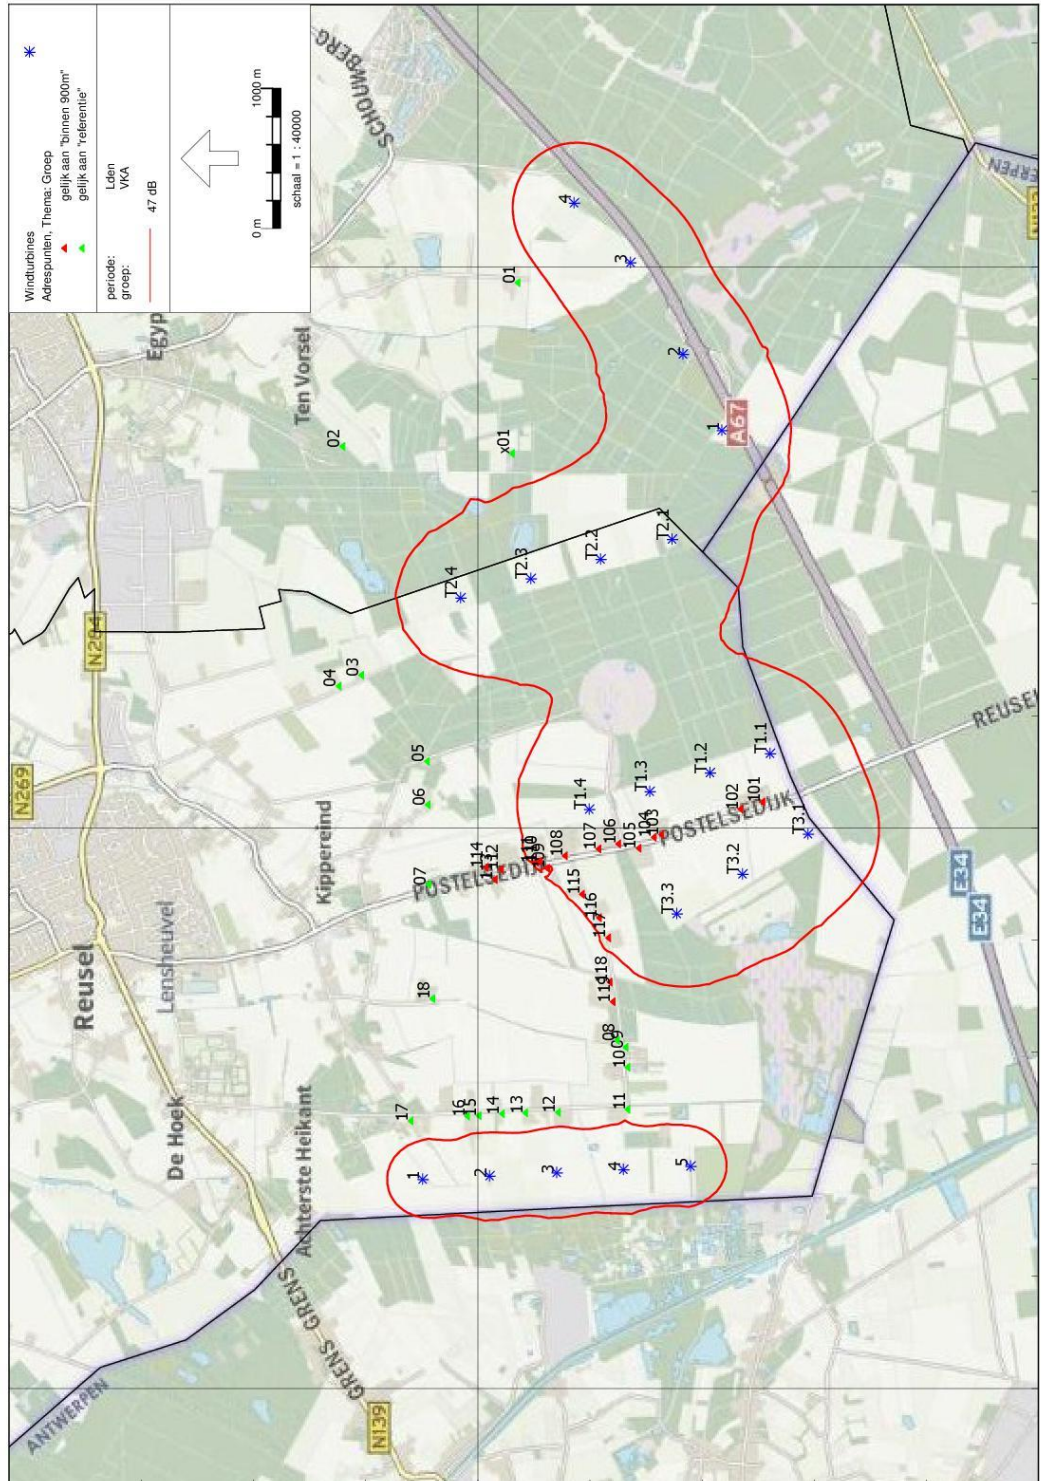 Windturbines
Adrespunten, Thema: Groep
gelijk aan "binnen 900m"
gelijk aan "referentie"
periode: Lden
groep: VKA
47 dB
0 m 1000 m
schaal = 1 : 40000
ANTWERPEN
GRENS GRENS
N139
De Hoek
Achterste Heikant
Reusel
Lensheuvel
N269
N284
Kippereind
Egyp
Ten Vorsel
SCHOUWBERG
POSTELSEDIJK
POSTELSEDIJK
REUSEL
A67
E34
E34
1
2
3
4
5
17
16
15
14
13
12
11
10
09
08
18
07
06
05
04
03
02
01
x01
119
118
117
116
115
114
113
112
108
107
106
105
104
103
102
101
T1.1
T1.2
T1.3
T1.4
T2.1
T2.2
T2.3
T2.4
T3.1
T3.2
T3.3
1
2
3
4